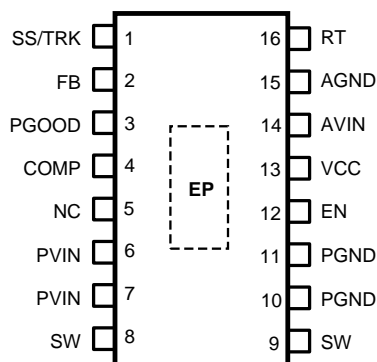 SS/TRK 1 16 RT
FB 2 15 AGND
PGOOD 3 14 AVIN
COMP 4 13 VCC
EP
NC 5 12 EN
PVIN 6 11 PGND
PVIN 7 10 PGND
SW 8 9 SW